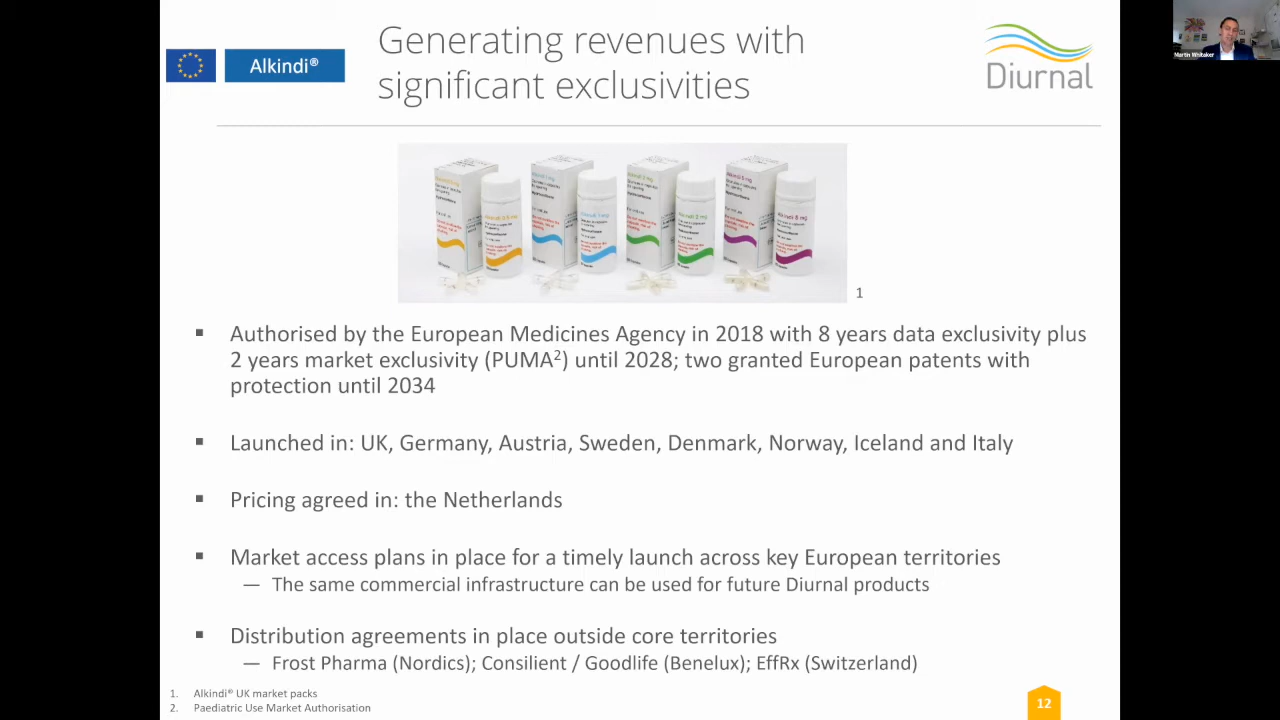 Alkindi®
Generating revenues with
significant exclusivities
Diurnal
Martin Whitaker
1
▪ Authorised by the European Medicines Agency in 2018 with 8 years data exclusivity plus
2 years market exclusivity (PUMA²) until 2028; two granted European patents with
protection until 2034
▪ Launched in: UK, Germany, Austria, Sweden, Denmark, Norway, Iceland and Italy
▪ Pricing agreed in: the Netherlands
▪ Market access plans in place for a timely launch across key European territories
— The same commercial infrastructure can be used for future Diurnal products
▪ Distribution agreements in place outside core territories
— Frost Pharma (Nordics); Consilient / Goodlife (Benelux); EffRx (Switzerland)
1. Alkindi® UK market packs
2. Paediatric Use Market Authorisation
12